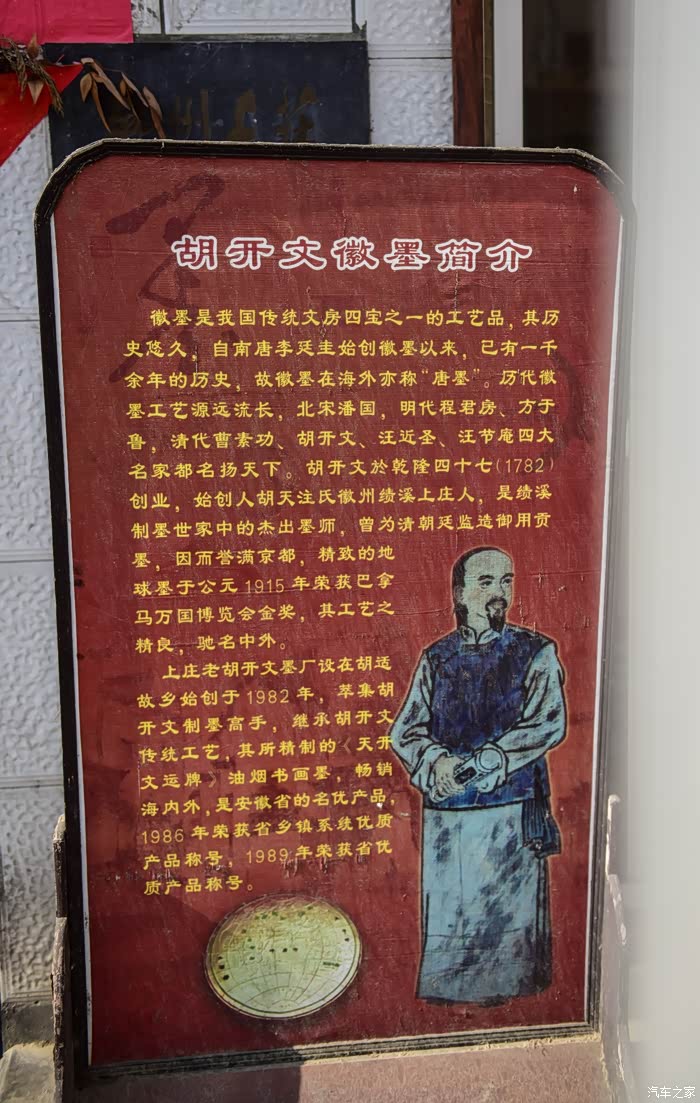 胡开文徽墨简介
徽墨是我国传统文房四宝之一的工艺品，其历
史悠久，自南唐李廷圭始创徽墨以来，已有一千
余年的历史，故徽墨在海外亦称“唐墨”。历代徽
墨工艺源远流长，北宋潘国，明代程君房、方于
鲁，清代曹素功、胡开文、汪近圣、汪节庵四大
名家都名扬天下。胡开文於乾隆四十七(1782)
创业，始创人胡天注氏徽州绩溪上庄人，是绩溪
制墨世家中的杰出墨师，曾为清朝廷监造御用贡
墨，因而誉满京都，精致的地
球墨于公元1915年荣获巴拿
马万国博览会金奖，其工艺之
精良，驰名中外。
上庄老胡开文墨厂设在胡适
故乡始创于1982年，萃集胡
开文制墨高手，继承胡开文
传统工艺，其所精制的《天开
文运牌》油烟书画墨，畅销
海内外，是安徽省的名优产品，
1986年荣获省乡镇系统优质
产品称号，1989年荣获省优
质产品称号。
汽车之家